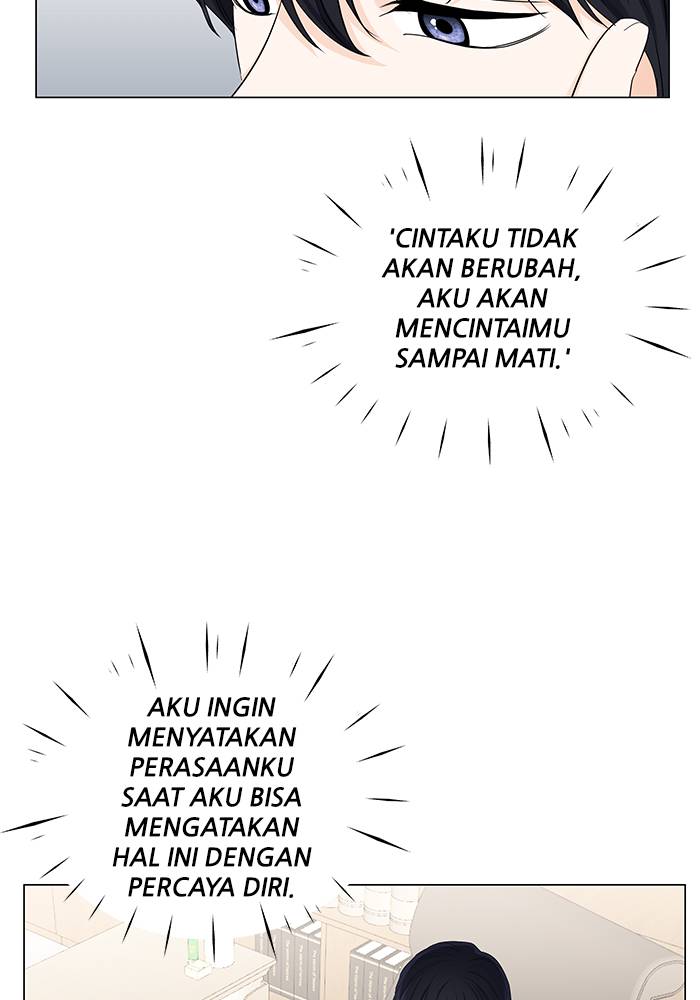 'CINTAKU TIDAK
AKAN BERUBAH,
AKU AKAN
MENCINTAIMU
SAMPAI MATI.'
AKU INGIN
MENYATAKAN
PERASAANKU
SAAT AKU BISA
MENGATAKAN
HAL INI DENGAN
PERCAYA DIRI.